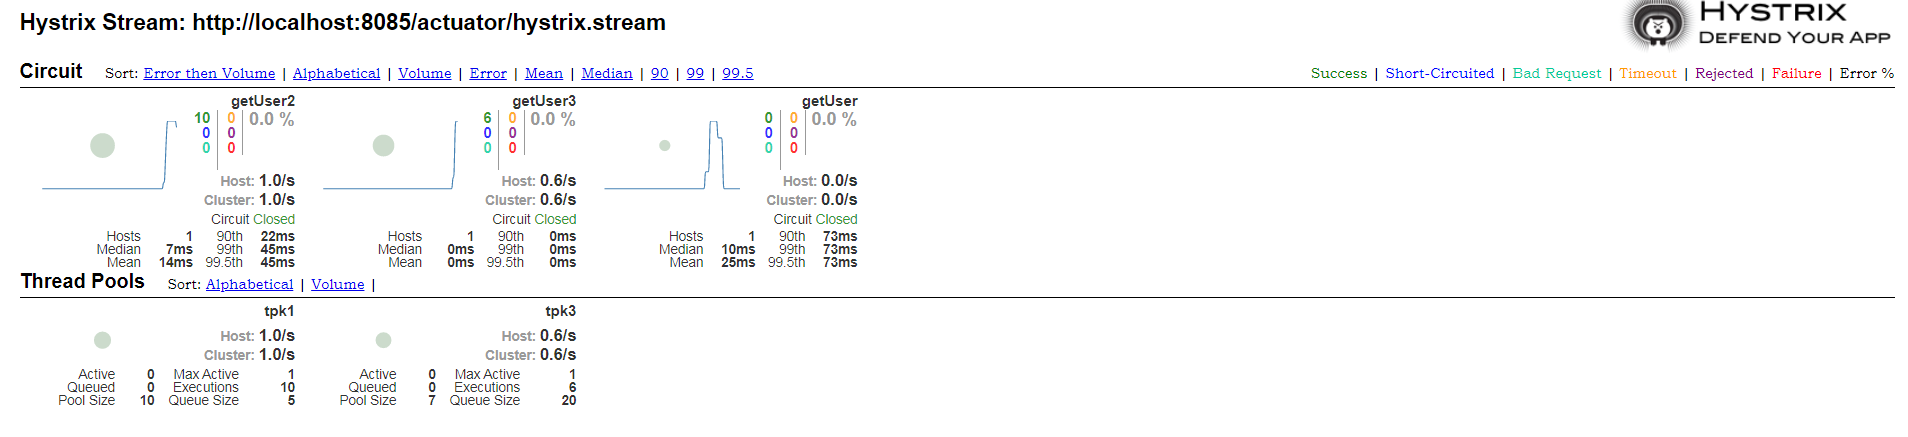 Hystrix Stream: http://localhost:8085/actuator/hystrix.stream
HYSTRIX
DEFEND YOUR APP
Circuit Sort: Error then Volume | Alphabetical | Volume | Error | Mean | Median | 90 | 99 | 99.5
Success | Short-Circuited | Bad Request | Timeout | Rejected | Failure | Error %
getUser2
10 0 0.0 %
0 0
0 0
Host: 1.0/s
Cluster: 1.0/s
Circuit Closed
Hosts 1 90th 22ms
Median 7ms 99th 45ms
Mean 14ms 99.5th 45ms
getUser3
6 0 0.0 %
0 0
0 0
Host: 0.6/s
Cluster: 0.6/s
Circuit Closed
Hosts 1 90th 0ms
Median 0ms 99th 0ms
Mean 0ms 99.5th 0ms
getUser
0 0 0.0 %
0 0
0 0
Host: 0.0/s
Cluster: 0.0/s
Circuit Closed
Hosts 1 90th 73ms
Median 10ms 99th 73ms
Mean 25ms 99.5th 73ms
Thread Pools Sort: Alphabetical | Volume |
tpk1
Host: 1.0/s
Cluster: 1.0/s
Active 0 Max Active 1
Queued 0 Executions 10
Pool Size 10 Queue Size 5
tpk3
Host: 0.6/s
Cluster: 0.6/s
Active 0 Max Active 1
Queued 0 Executions 6
Pool Size 7 Queue Size 20